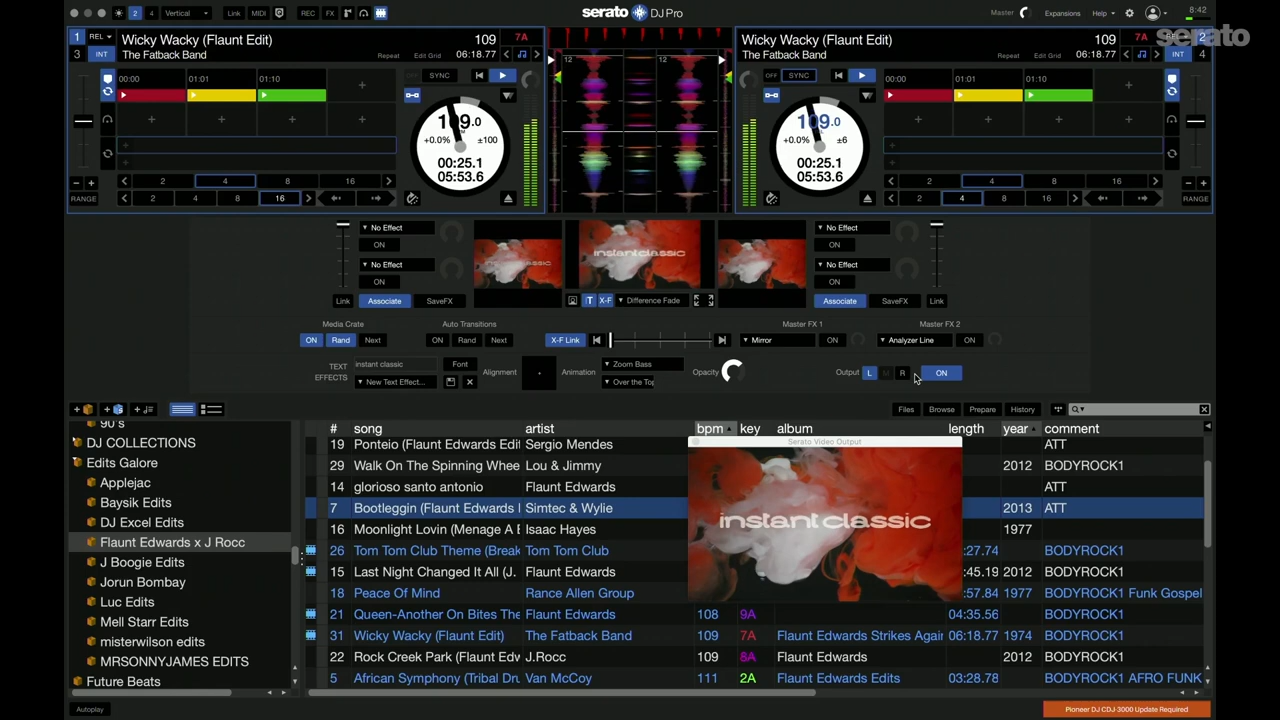 2 4 Vertical Link MIDI REC FX serato DJ Pro Master Expansions Help 8:42
serato
1 REL Wicky Wacky (Flaunt Edit) 109 7A
3 INT The Fatback Band Repeat Edit Grid 06:18.77
Wicky Wacky (Flaunt Edit) 109 7A REL 2
The Fatback Band Repeat Edit Grid 06:18.77 INT 4
00:00 01:01 01:10 OFF SYNC
12 12
OFF SYNC 00:00 01:01 01:10
109.0
+0.0% ±100
00:25.1
05:53.6
109.0
+0.0% ±6
00:25.1
05:53.6
2 4 8 16
RANGE 2 4 8 16
2 4 8 16
2 4 8 16 RANGE
No Effect
ON
No Effect
ON
Link Associate SaveFX
instant classic
Difference Fade
No Effect
ON
No Effect
ON
Associate SaveFX Link
Media Crate Auto Transitions Master FX 1 Master FX 2
ON Rand Next ON Rand Next X-F Link Mirror ON Analyzer Line ON
TEXT EFFECTS instant classic Font Alignment Animation Zoom Bass Opacity Output L M R ON
New Text Effect... Over the Top
Files Browse Prepare History
90's
DJ COLLECTIONS
Edits Galore
Applejac
Baysik Edits
DJ Excel Edits
Flaunt Edwards x J Rocc
J Boogie Edits
Jorun Bombay
Luc Edits
Mell Starr Edits
misterwilson edits
MRSONNYJAMES EDITS
Future Beats
# song artist bpm key album length year comment
19 Ponteio (Flaunt Edwards Edit Sergio Mendes ATT
29 Walk On The Spinning Whee Lou & Jimmy 2012 BODYROCK1
14 glorioso santo antonio Flaunt Edwards ATT
7 Bootleggin (Flaunt Edwards Simtec & Wylie 2013 ATT
16 Moonlight Lovin (Menage A Isaac Hayes 1977
26 Tom Tom Club Theme (Break Tom Tom Club :27.74 BODYROCK1
15 Last Night Changed It All (J. Flaunt Edwards :45.19 2012 BODYROCK1
18 Peace Of Mind Rance Allen Group :57.84 1977 BODYROCK1 Funk Gospel
21 Queen-Another On Bites The Flaunt Edwards 108 9A 04:35.56 BODYROCK1
31 Wicky Wacky (Flaunt Edit) The Fatback Band 109 7A Flaunt Edwards Strikes Again 06:18.77 1974 BODYROCK1
22 Rock Creek Park (Flaunt Edw J.Rocc 109 8A Flaunt Edwards 2012 BODYROCK1
5 African Symphony (Tribal Dru Van McCoy 111 2A Flaunt Edwards Edits 03:28.78 BODYROCK1 AFRO FUNK
Serato Video Output
instant classic
Autoplay
Pioneer DJ CDJ-3000 Update Required